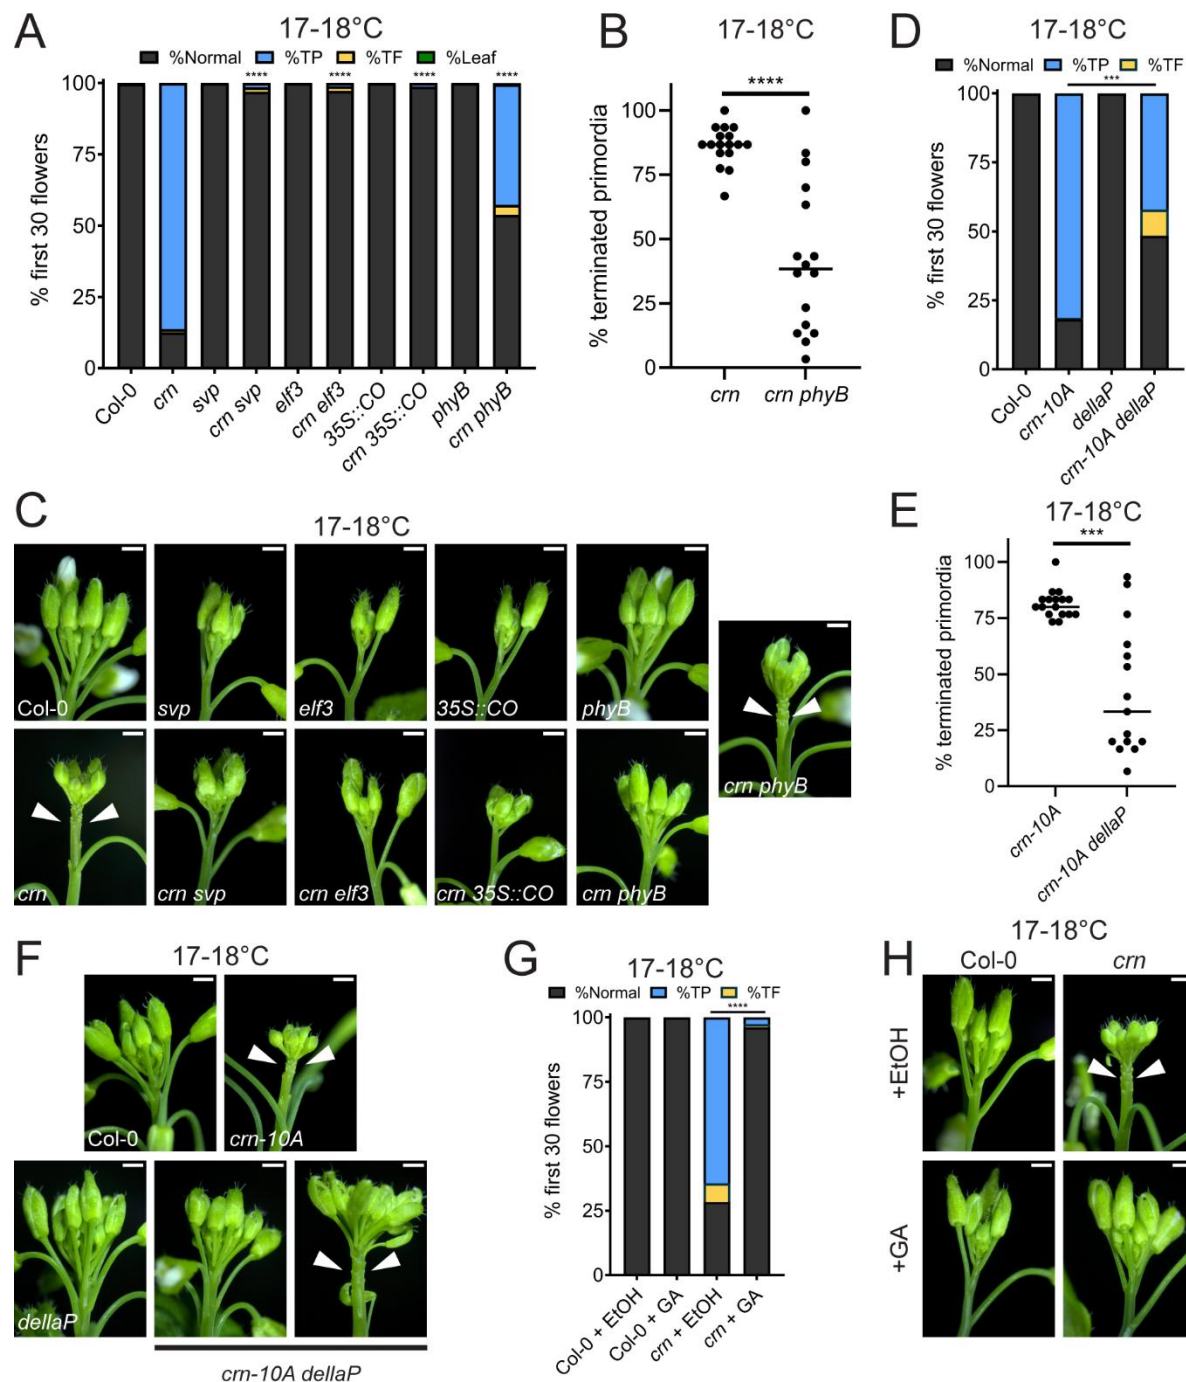 A
17-18°C
%Normal %TP %TF %Leaf
**** **** **** ****
% first 30 flowers
100
75
50
25
0
Col-0
crn
svp
crn svp
elf3
crn elf3
35S::CO
crn 35S::CO
phyB
crn phyB
B
17-18°C
****
% terminated primordia
100
75
50
25
0
crn
crn phyB
D
17-18°C
%Normal %TP %TF
***
% first 30 flowers
100
75
50
25
0
Col-0
crn-10A
dellaP
crn-10A dellaP
C
17-18°C
Col-0
svp
elf3
35S::CO
phyB
crn
crn svp
crn elf3
crn 35S::CO
crn phyB
crn phyB
E
17-18°C
***
% terminated primordia
100
75
50
25
0
crn-10A
crn-10A dellaP
F
17-18°C
Col-0
crn-10A
dellaP
crn-10A dellaP
G
17-18°C
%Normal %TP %TF
****
% first 30 flowers
100
75
50
25
0
Col-0 + EtOH
Col-0 + GA
crn + EtOH
crn + GA
H
17-18°C
Col-0 crn
+EtOH
+GA